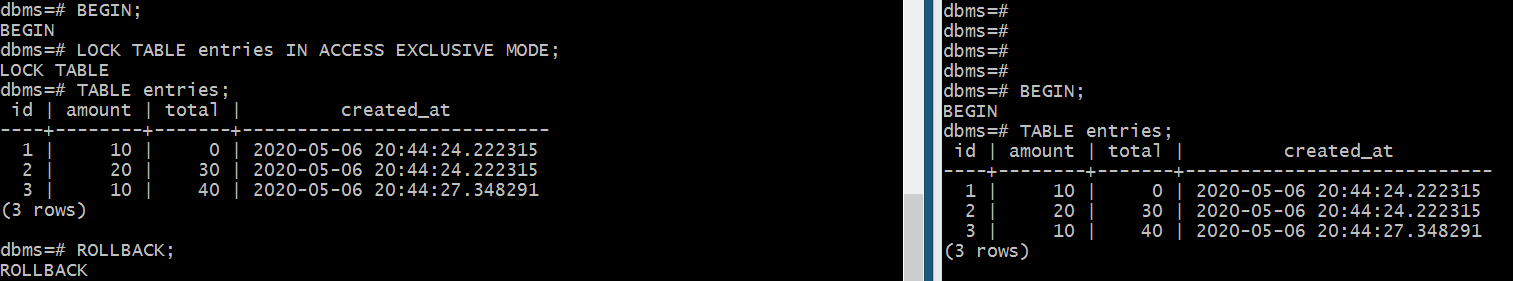 dbms=# BEGIN;
BEGIN
dbms=# LOCK TABLE entries IN ACCESS EXCLUSIVE MODE;
LOCK TABLE
dbms=# TABLE entries;
 id | amount | total |         created_at
----+--------+-------+----------------------------
  1 |     10 |     0 | 2020-05-06 20:44:24.222315
  2 |     20 |    30 | 2020-05-06 20:44:24.222315
  3 |     10 |    40 | 2020-05-06 20:44:27.348291
(3 rows)
dbms=# ROLLBACK;
ROLLBACK
dbms=#
dbms=#
dbms=#
dbms=#
dbms=# BEGIN;
BEGIN
dbms=# TABLE entries;
 id | amount | total |         created_at
----+--------+-------+----------------------------
  1 |     10 |     0 | 2020-05-06 20:44:24.222315
  2 |     20 |    30 | 2020-05-06 20:44:24.222315
  3 |     10 |    40 | 2020-05-06 20:44:27.348291
(3 rows)